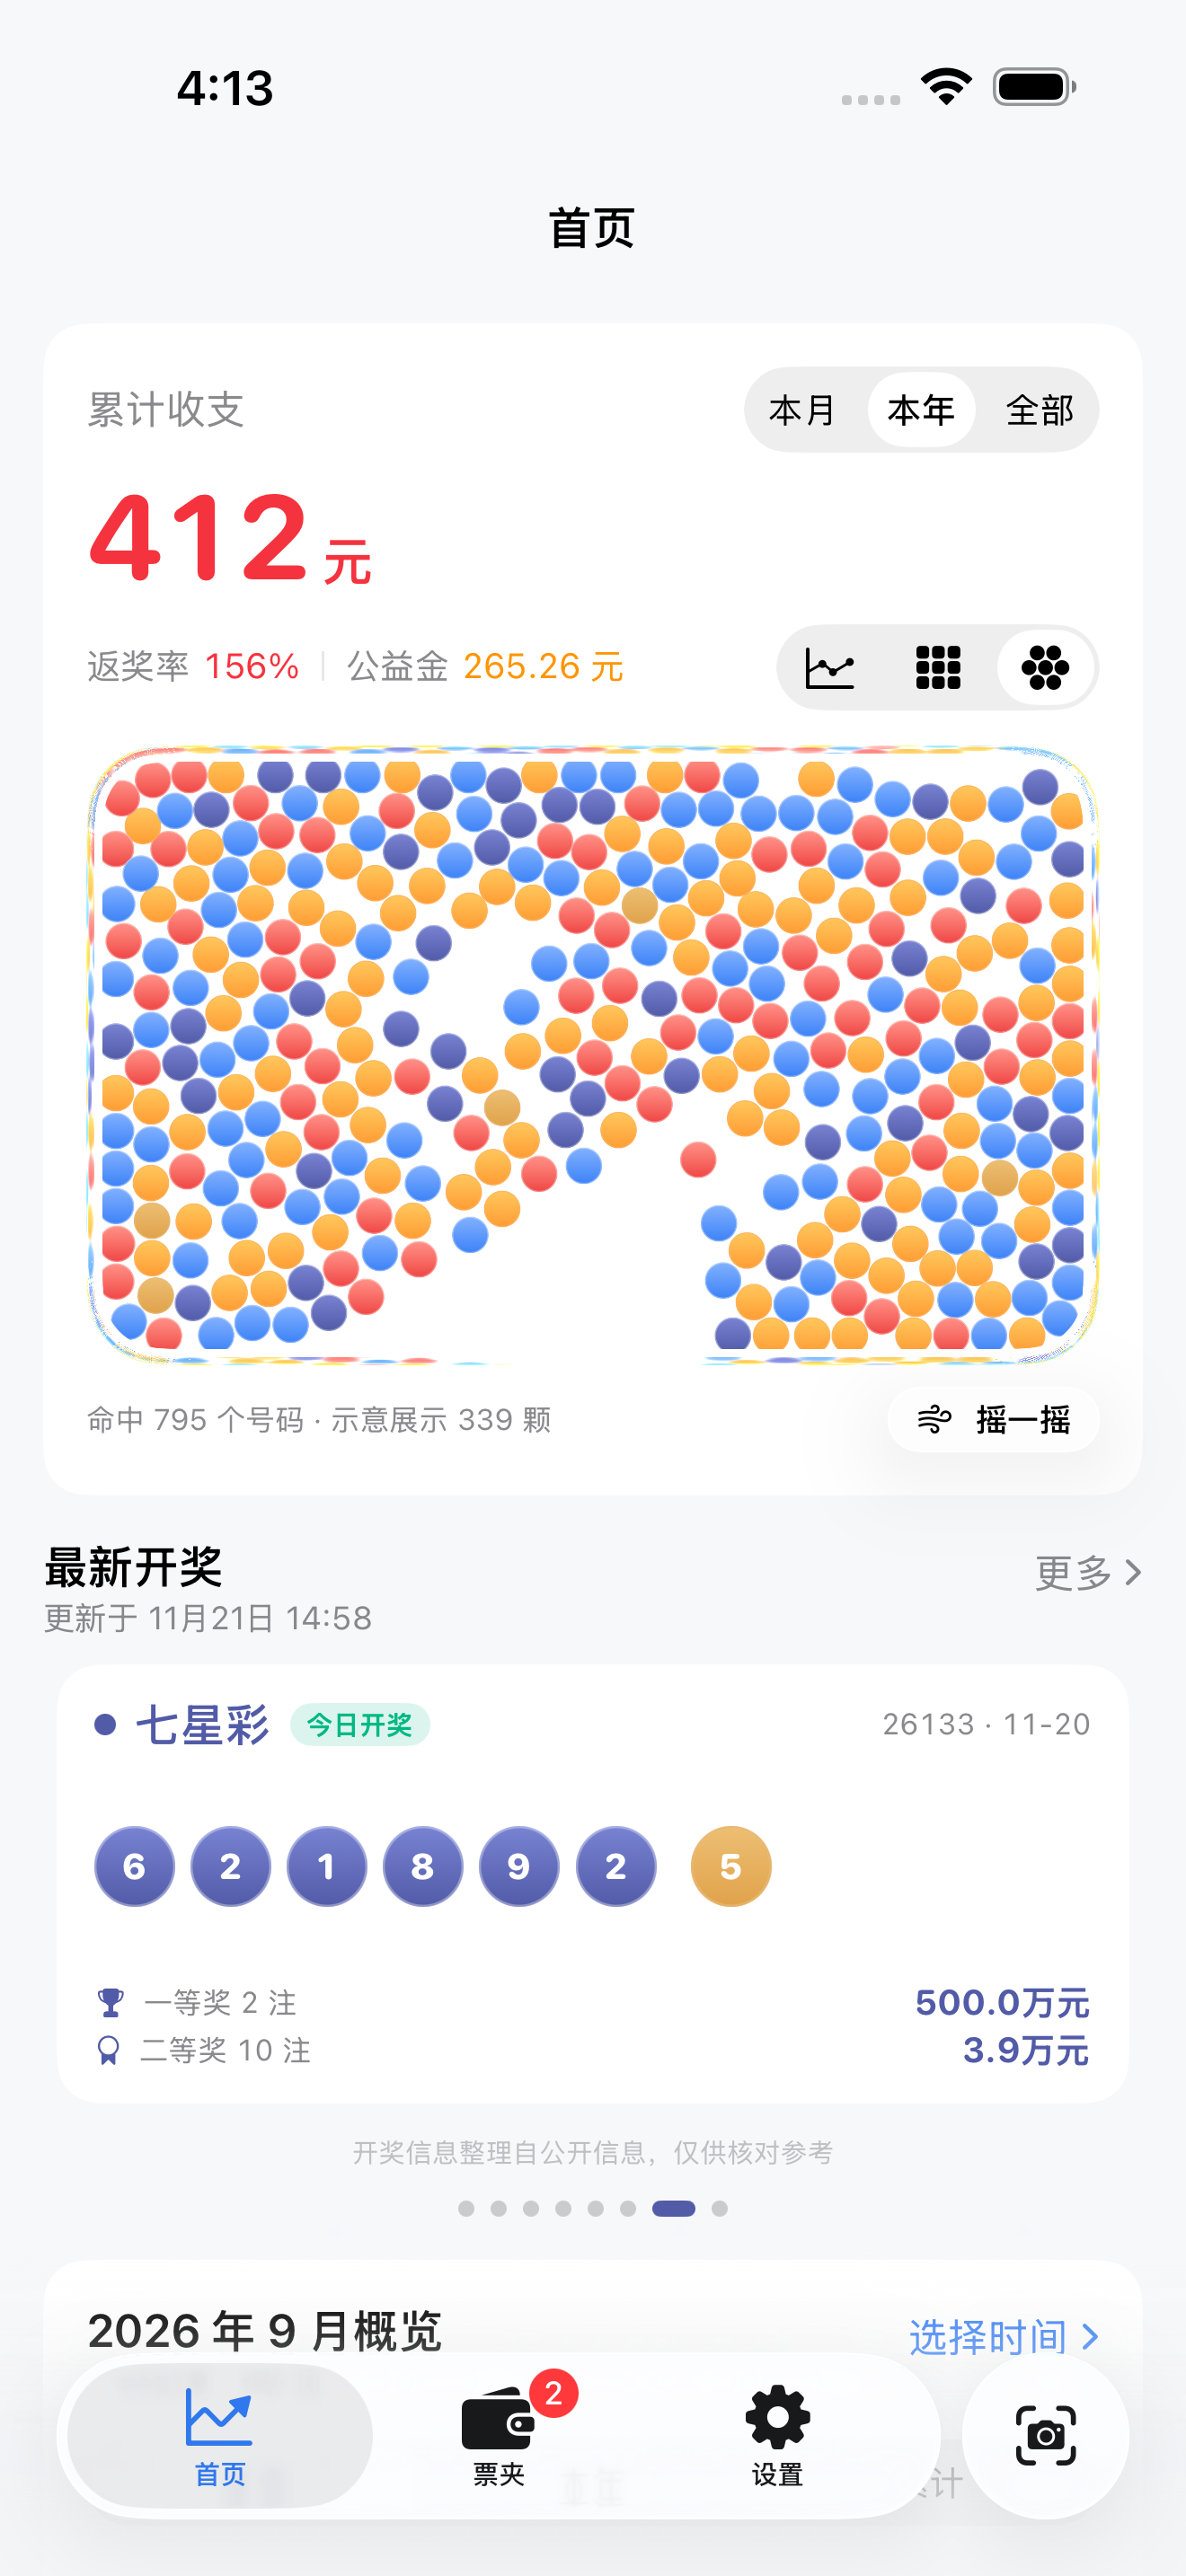 4:13
首页
累计收支
本月 本年 全部
412 元
返奖率 156% 公益金 265.26 元
命中 795 个号码 · 示意展示 339 颗
摇一摇
最新开奖
更多
更新于 11月21日 14:58
七星彩 今日开奖 26133 · 11-20
6 2 1 8 9 2 5
一等奖 2 注 500.0万元
二等奖 10 注 3.9万元
开奖信息整理自公开信息，仅供核对参考
2026 年 9 月概览
选择时间
2
首页 票夹 设置
计